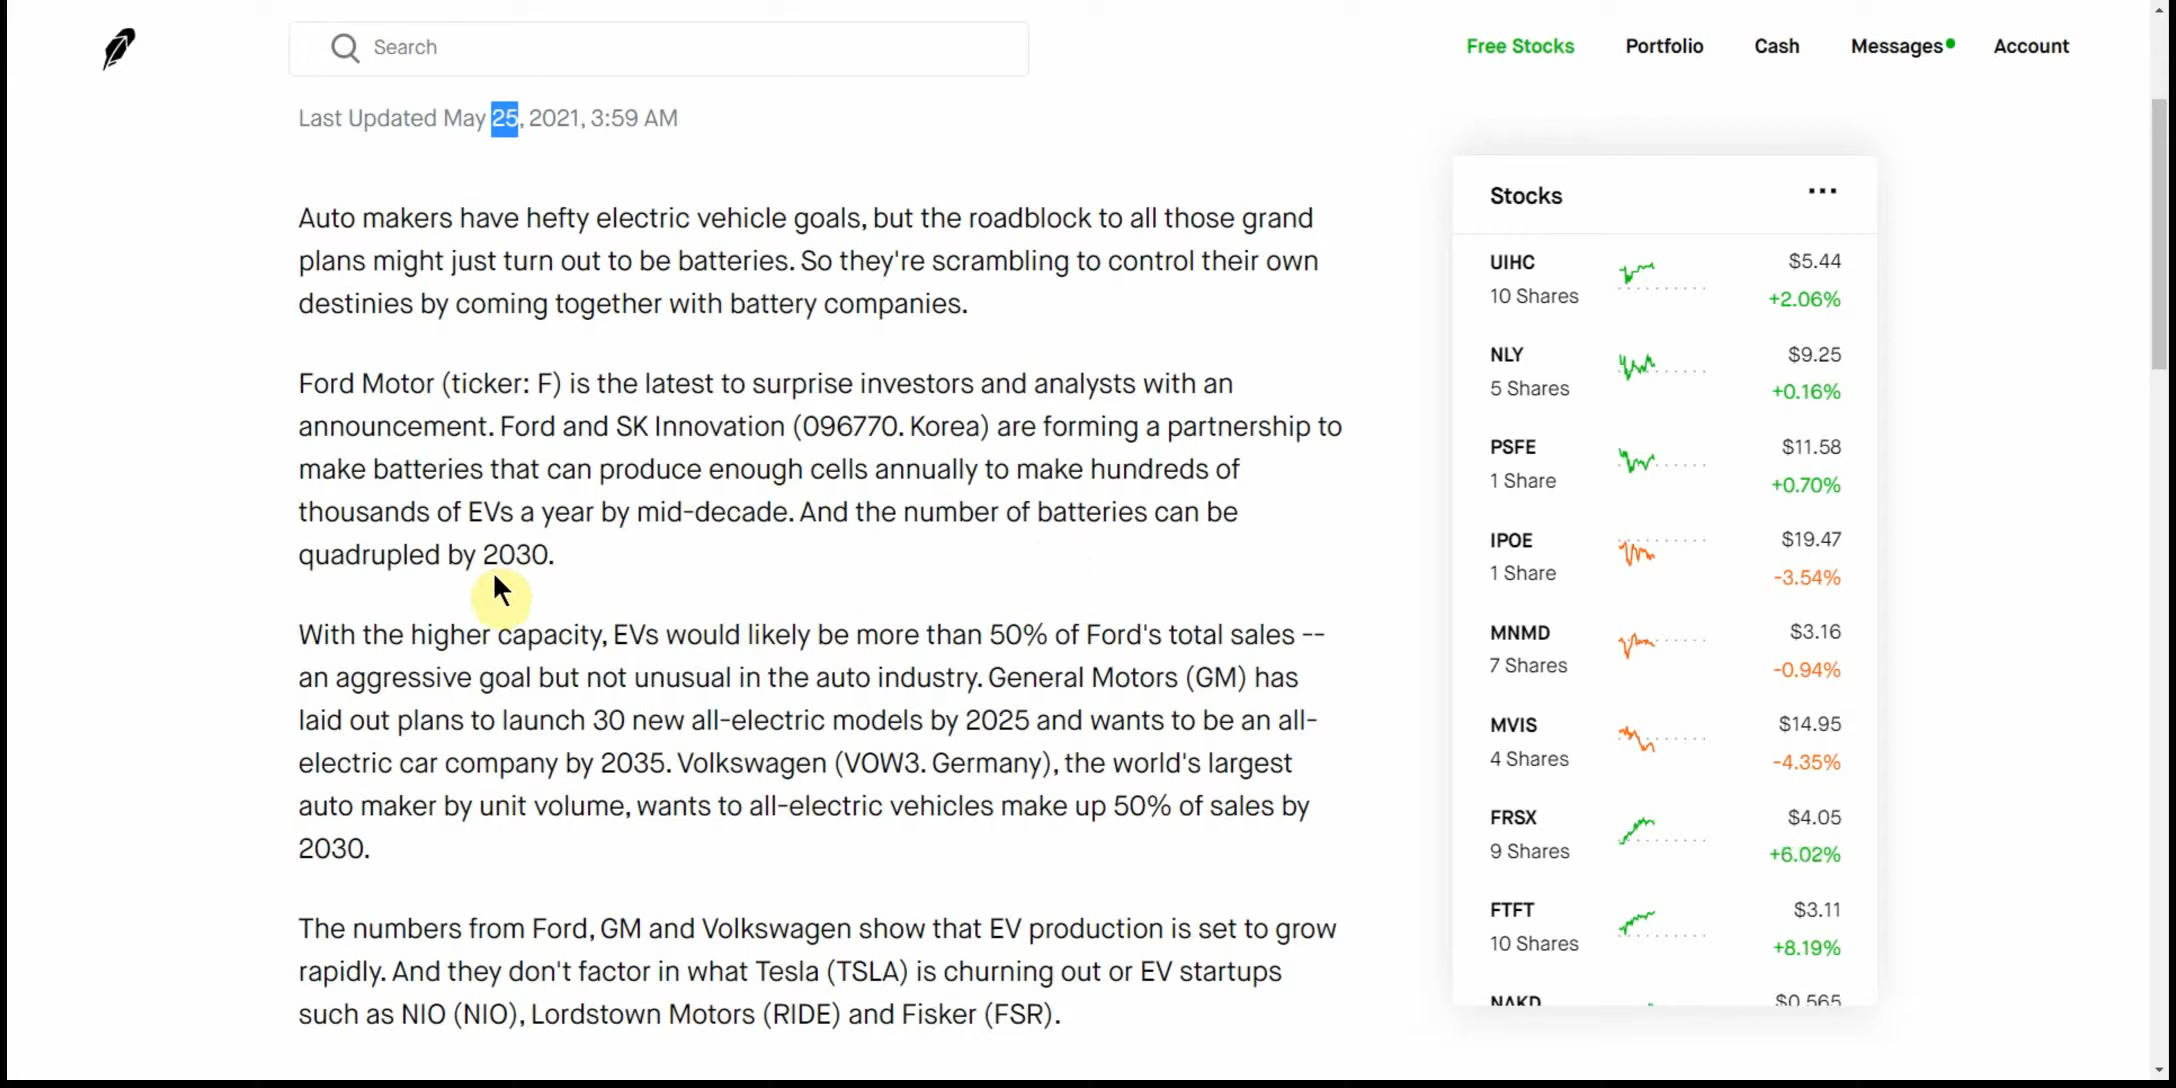 Search
Free Stocks
Portfolio
Cash
Messages
Account
Last Updated May 25, 2021, 3:59 AM
Auto makers have hefty electric vehicle goals, but the roadblock to all those grand
plans might just turn out to be batteries. So they're scrambling to control their own
destinies by coming together with battery companies.
Ford Motor (ticker: F) is the latest to surprise investors and analysts with an
announcement. Ford and SK Innovation (096770. Korea) are forming a partnership to
make batteries that can produce enough cells annually to make hundreds of
thousands of EVs a year by mid-decade. And the number of batteries can be
quadrupled by 2030.
With the higher capacity, EVs would likely be more than 50% of Ford's total sales --
an aggressive goal but not unusual in the auto industry. General Motors (GM) has
laid out plans to launch 30 new all-electric models by 2025 and wants to be an all-
electric car company by 2035. Volkswagen (VOW3. Germany), the world's largest
auto maker by unit volume, wants to all-electric vehicles make up 50% of sales by
2030.
The numbers from Ford, GM and Volkswagen show that EV production is set to grow
rapidly. And they don't factor in what Tesla (TSLA) is churning out or EV startups
such as NIO (NIO), Lordstown Motors (RIDE) and Fisker (FSR).
Stocks
UIHC $5.44
10 Shares +2.06%
NLY $9.25
5 Shares +0.16%
PSFE $11.58
1 Share +0.70%
IPOE $19.47
1 Share -3.54%
MNMD $3.16
7 Shares -0.94%
MVIS $14.95
4 Shares -4.35%
FRSX $4.05
9 Shares +6.02%
FTFT $3.11
10 Shares +8.19%
NAKD $0.565